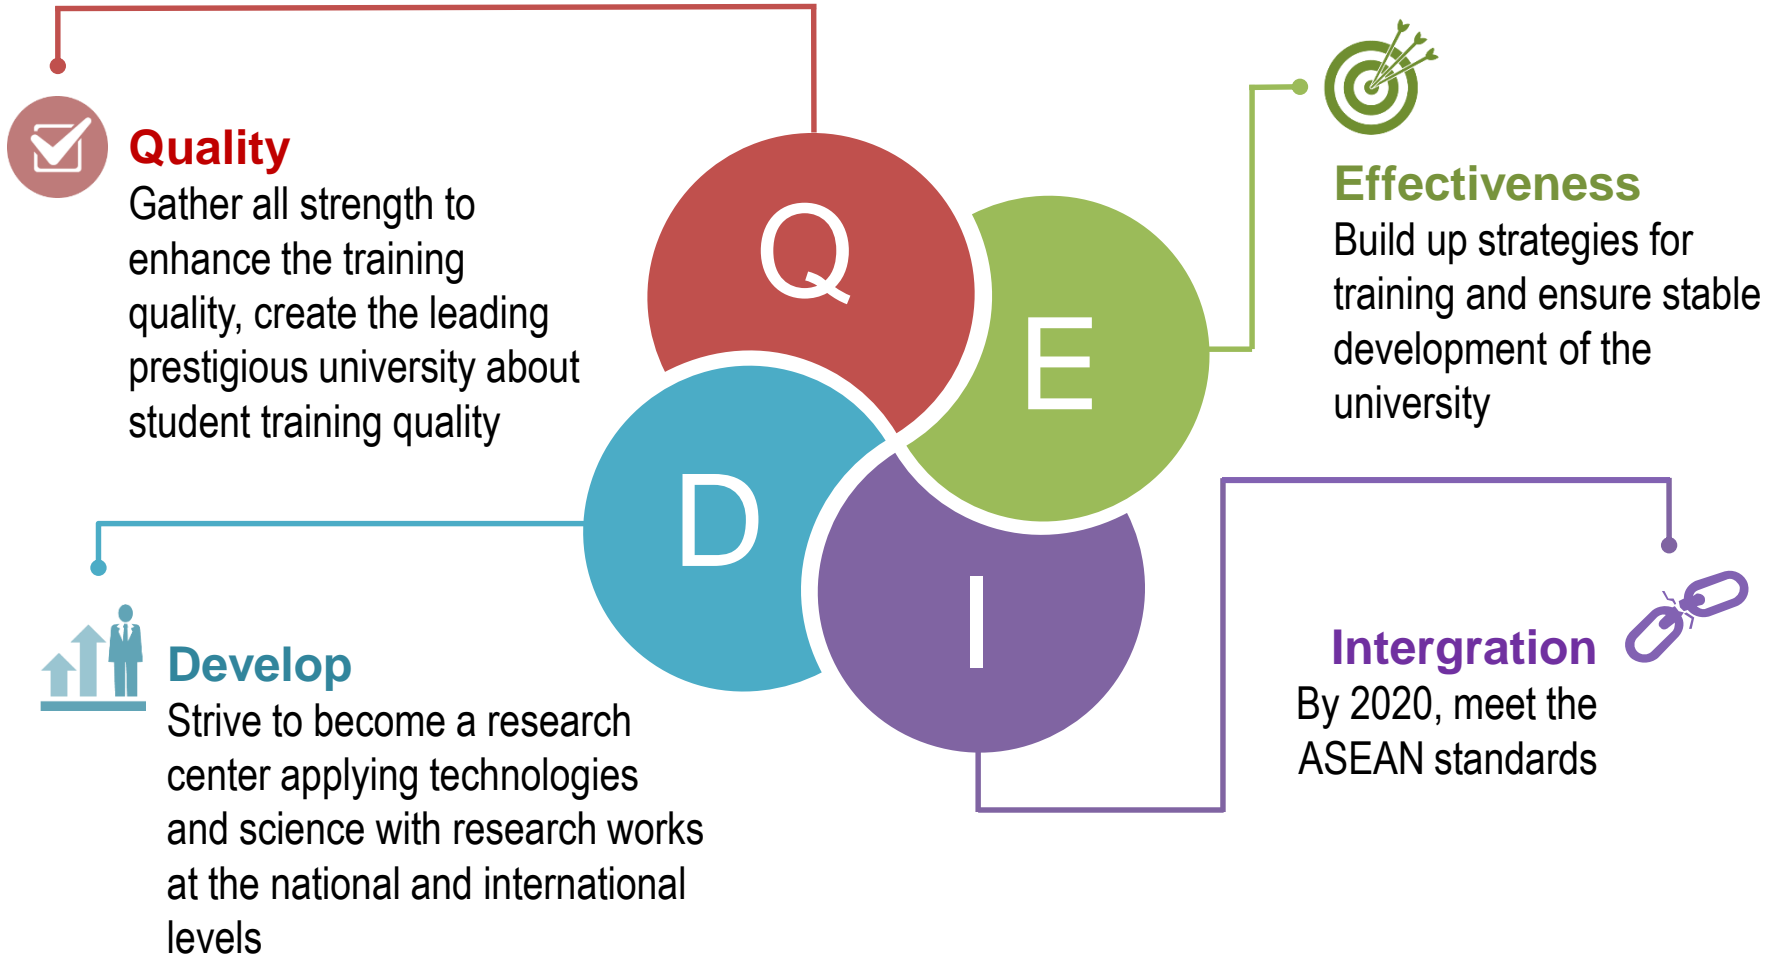 Quality
Gather all strength to
enhance the training
quality, create the leading
prestigious university about
student training quality
Q
E
D
I
Effectiveness
Build up strategies for
training and ensure stable
development of the
university
Develop
Strive to become a research
center applying technologies
and science with research works
at the national and international
levels
Intergration
By 2020, meet the
ASEAN standards